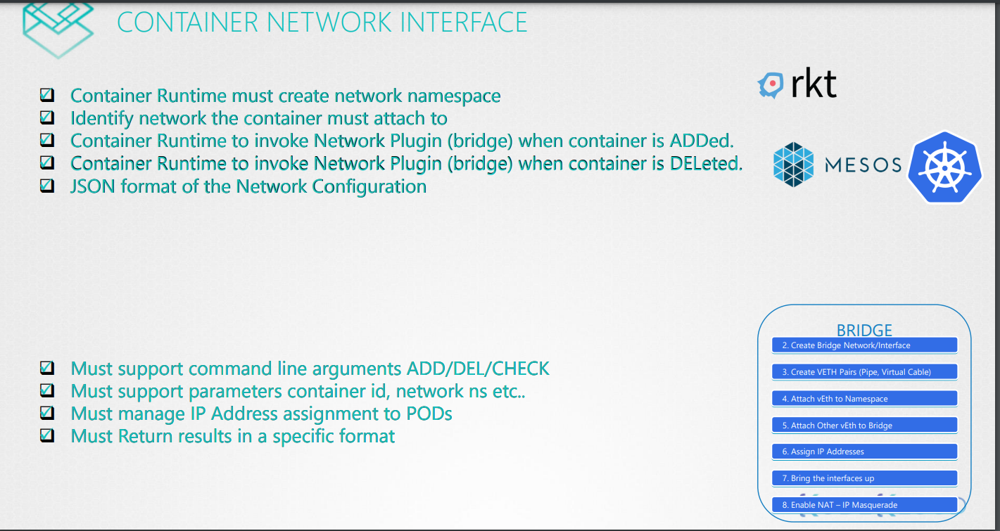 CONTAINER NETWORK INTERFACE
Container Runtime must create network namespace
Identify network the container must attach to
Container Runtime to invoke Network Plugin (bridge) when container is ADDed.
Container Runtime to invoke Network Plugin (bridge) when container is DELeted.
JSON format of the Network Configuration
rkt
MESOS
Must support command line arguments ADD/DEL/CHECK
Must support parameters container id, network ns etc..
Must manage IP Address assignment to PODs
Must Return results in a specific format
BRIDGE
2. Create Bridge Network/Interface
3. Create VETH Pairs (Pipe, Virtual Cable)
4. Attach vEth to Namespace
5. Attach Other vEth to Bridge
6. Assign IP Addresses
7. Bring the interfaces up
8. Enable NAT – IP Masquerade